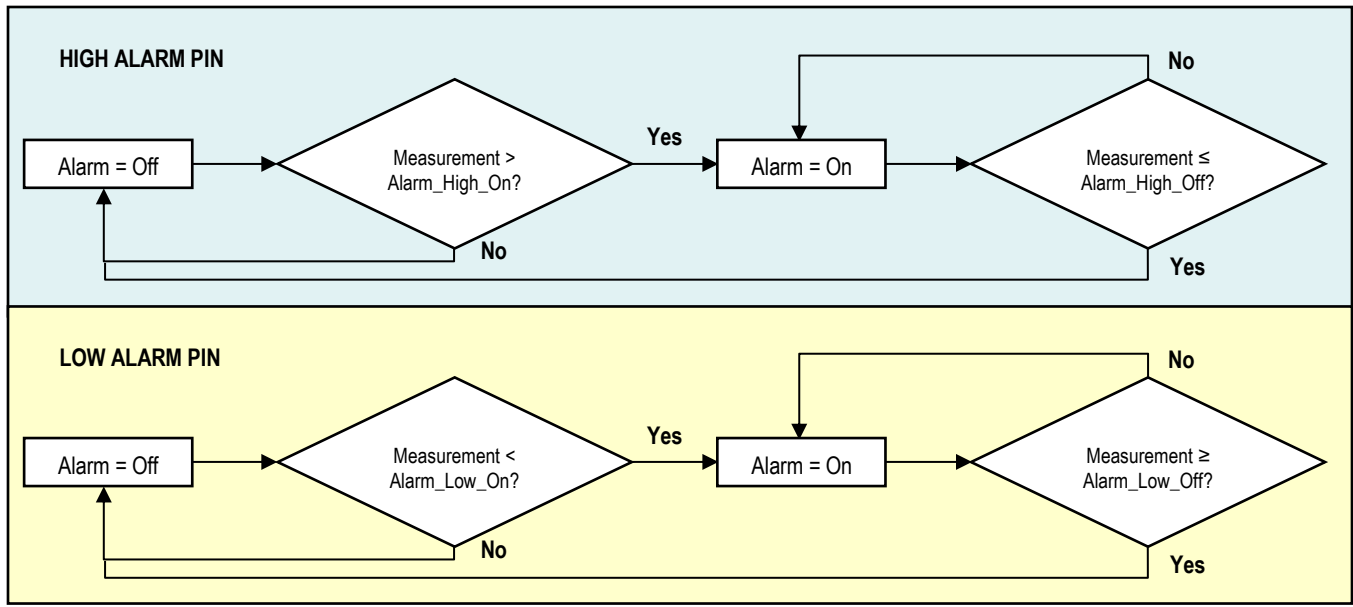 HIGH ALARM PIN
No
Yes
Alarm = Off
Measurement >
Alarm_High_On?
Alarm = On
Measurement ≤
Alarm_High_Off?
No
Yes
LOW ALARM PIN
No
Yes
Alarm = Off
Measurement <
Alarm_Low_On?
Alarm = On
Measurement ≥
Alarm_Low_Off?
No
Yes